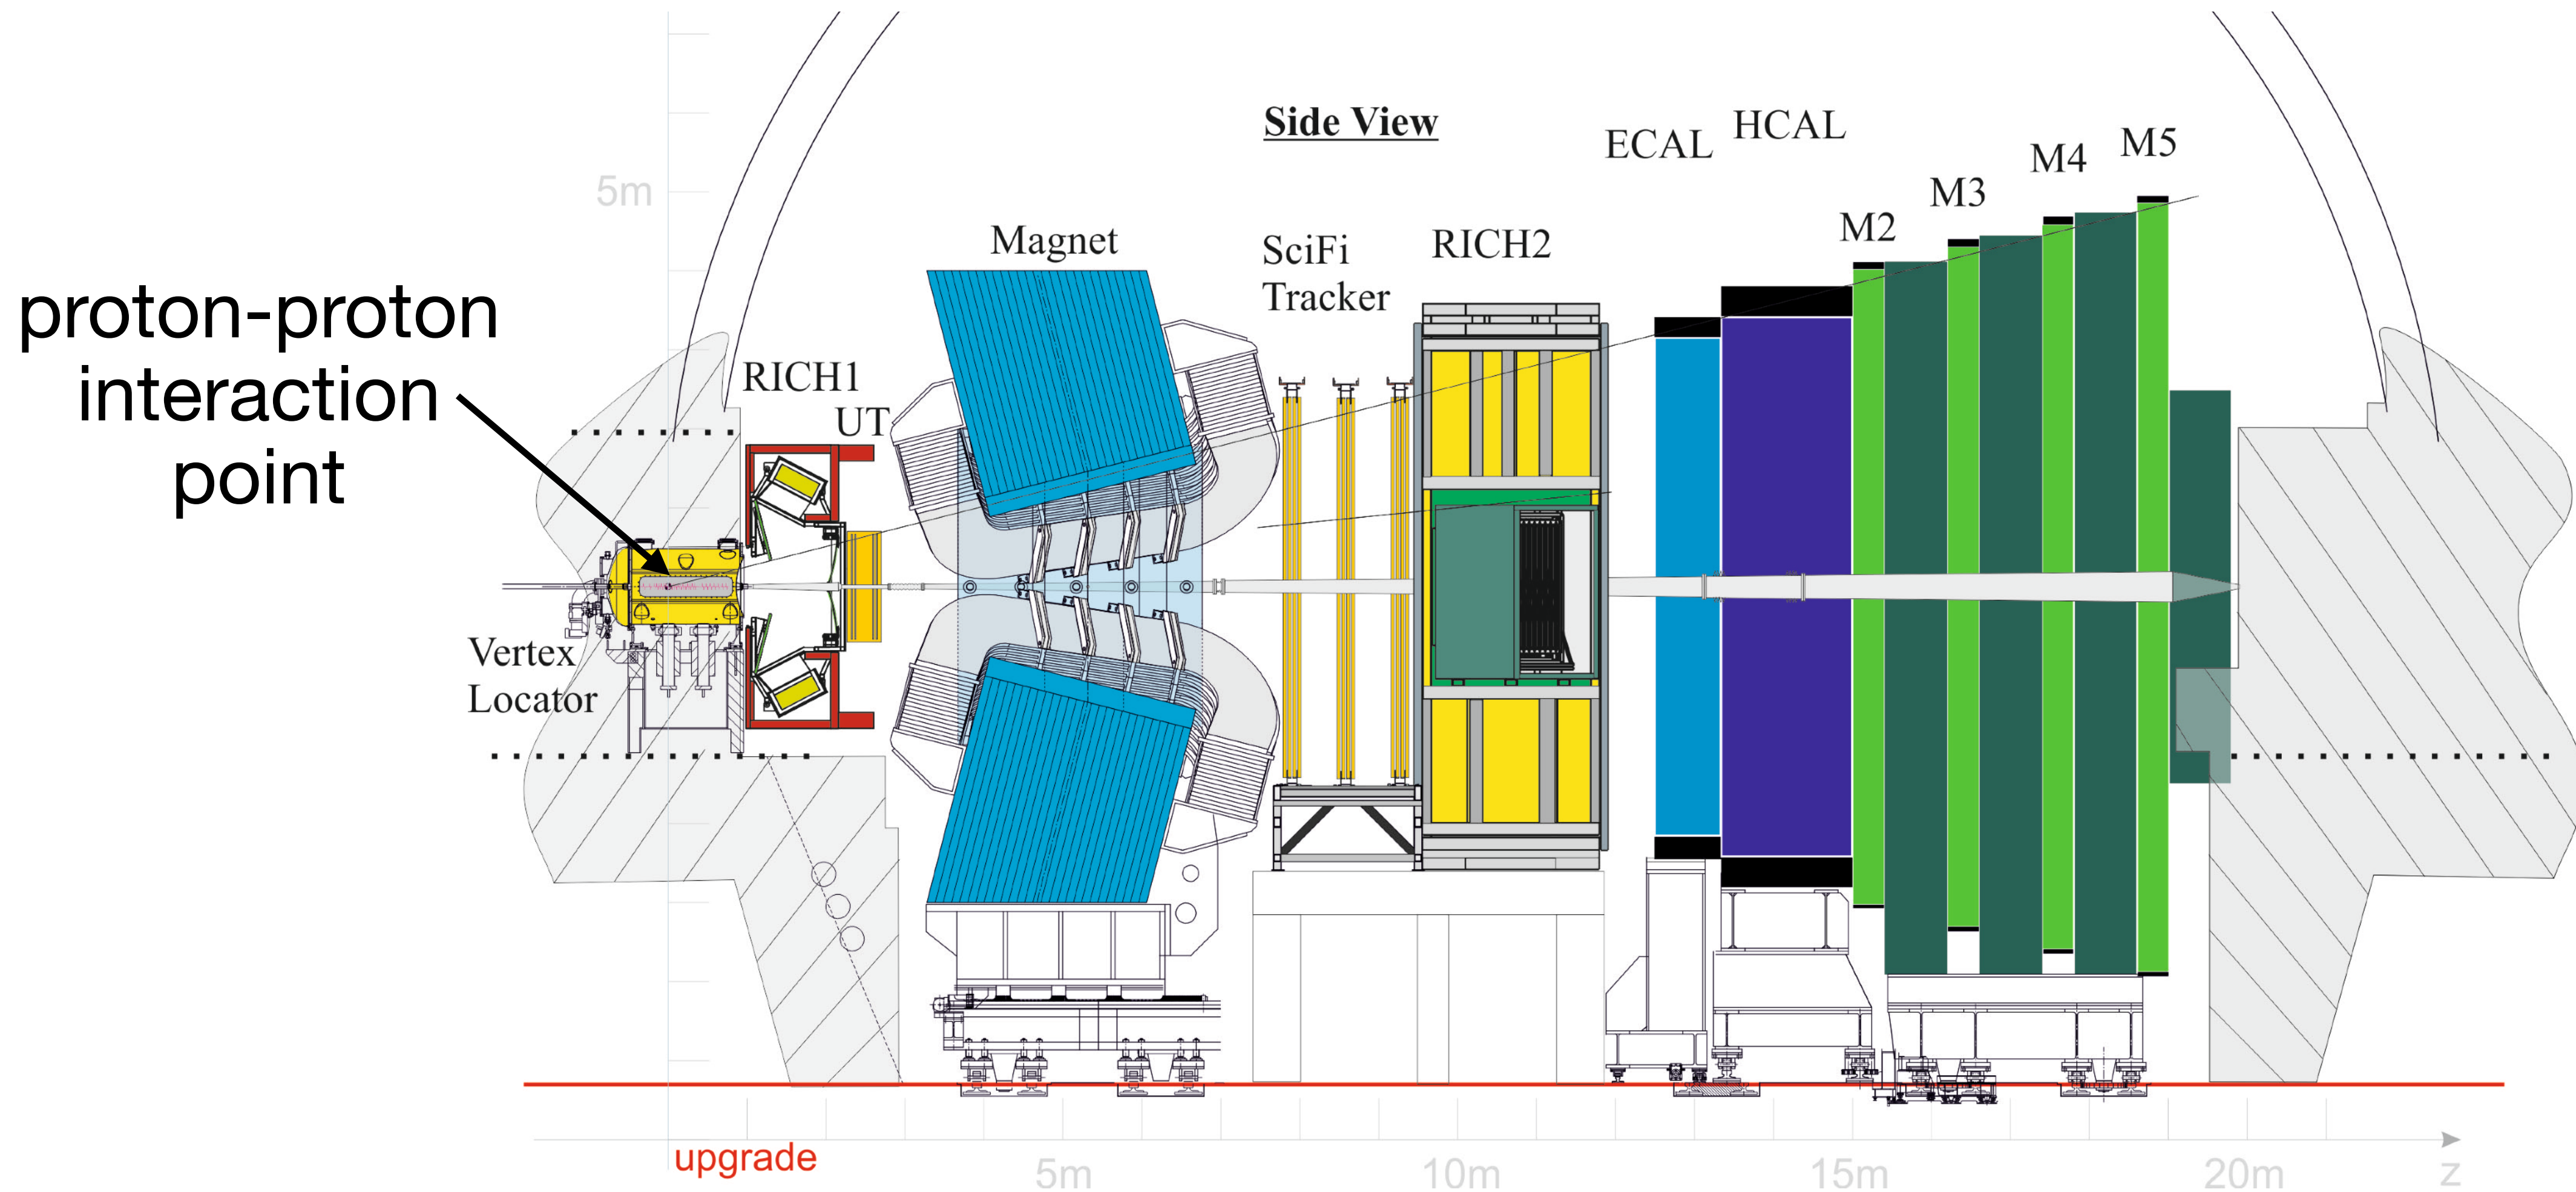 Side View
ECAL
HCAL
M2
M3
M4
M5
5m
Magnet
SciFi
Tracker
RICH2
proton-proton
interaction
point
RICH1
UT
Vertex
Locator
upgrade
5m
10m
15m
20m
z